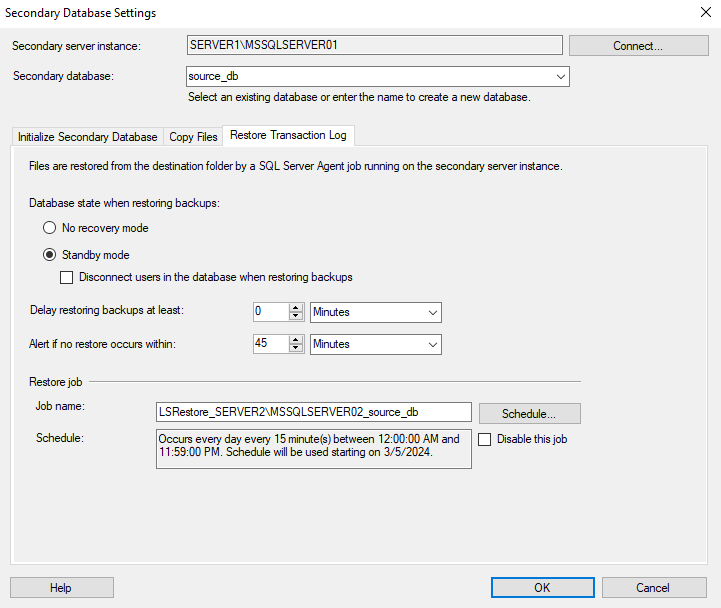 Secondary Database Settings
Secondary server instance:
SERVER1\MSSQLSERVER01
Connect...
Secondary database:
source_db
Select an existing database or enter the name to create a new database.
Initialize Secondary Database
Copy Files
Restore Transaction Log
Files are restored from the destination folder by a SQL Server Agent job running on the secondary server instance.
Database state when restoring backups:
No recovery mode
Standby mode
Disconnect users in the database when restoring backups
Delay restoring backups at least:
0
Minutes
Alert if no restore occurs within:
45
Minutes
Restore job
Job name:
LSRestore_SERVER2\MSSQLSERVER02_source_db
Schedule...
Schedule:
Occurs every day every 15 minute(s) between 12:00:00 AM and
11:59:00 PM. Schedule will be used starting on 3/5/2024.
Disable this job
Help
OK
Cancel